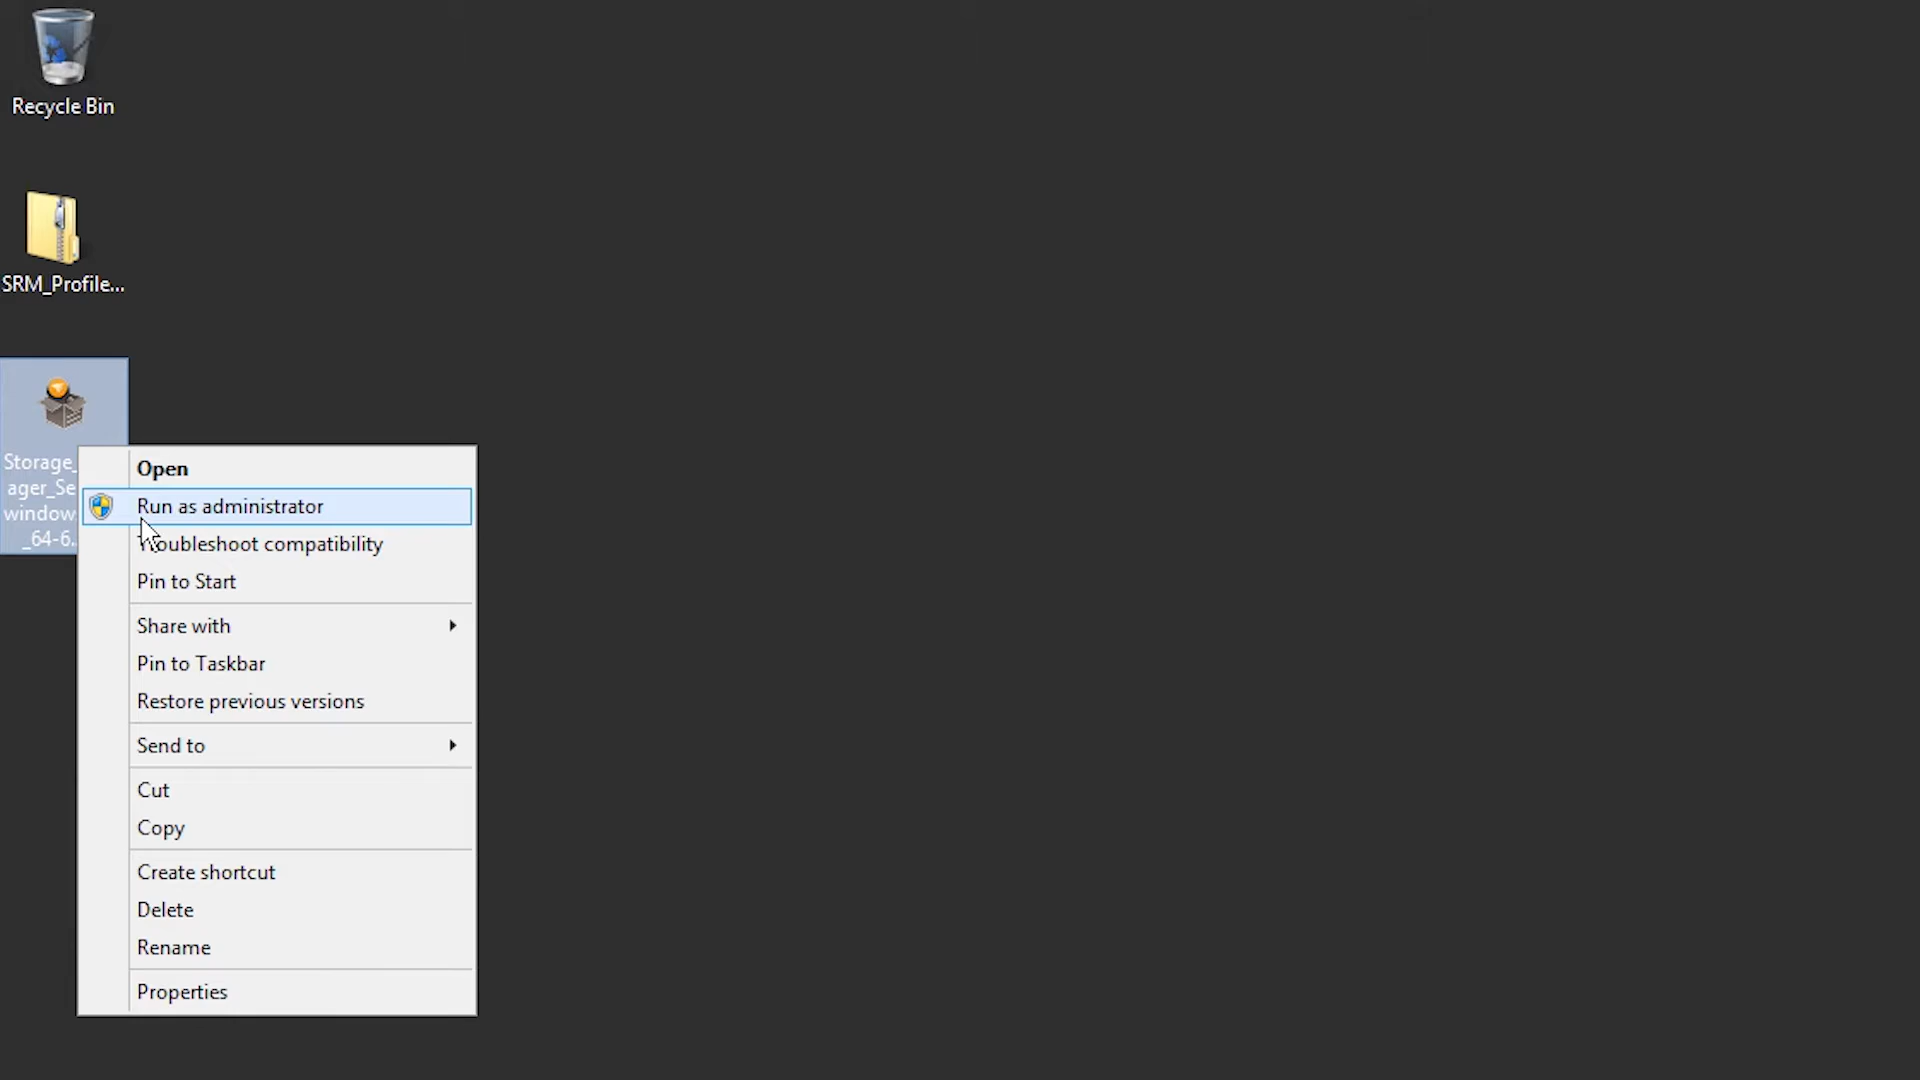 Recycle Bin
SRM_Profile...
Storage_
ager_Se
window
_64-6.
Open
Run as administrator
Troubleshoot compatibility
Pin to Start
Share with
Pin to Taskbar
Restore previous versions
Send to
Cut
Copy
Create shortcut
Delete
Rename
Properties